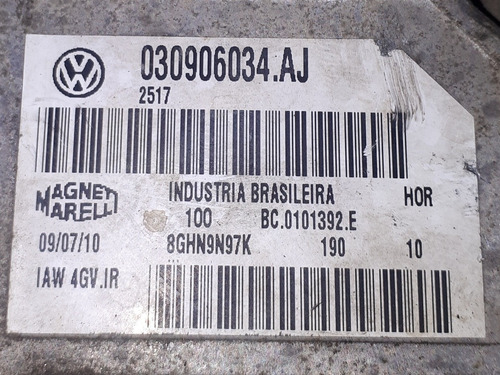 030906034.AJ
2517
MAGNETI MARELLI
INDUSTRIA BRASILEIRA HOR
100 BC.0101392.E
09/07/10 8GHN9N97K 190 10
IAW 4GV.IR